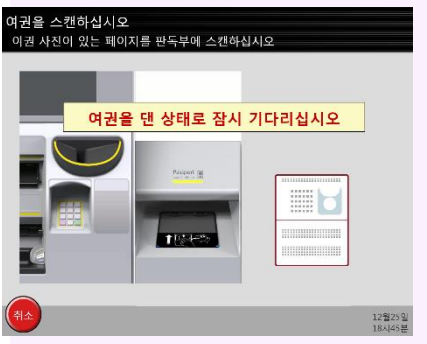 여권을 스캔하십시오
이권 사진이 있는 페이지를 판독부에 스캔하십시오
여권을 댄 상태로 잠시 기다리십시오
Passport
취소
12월25일
18시45분